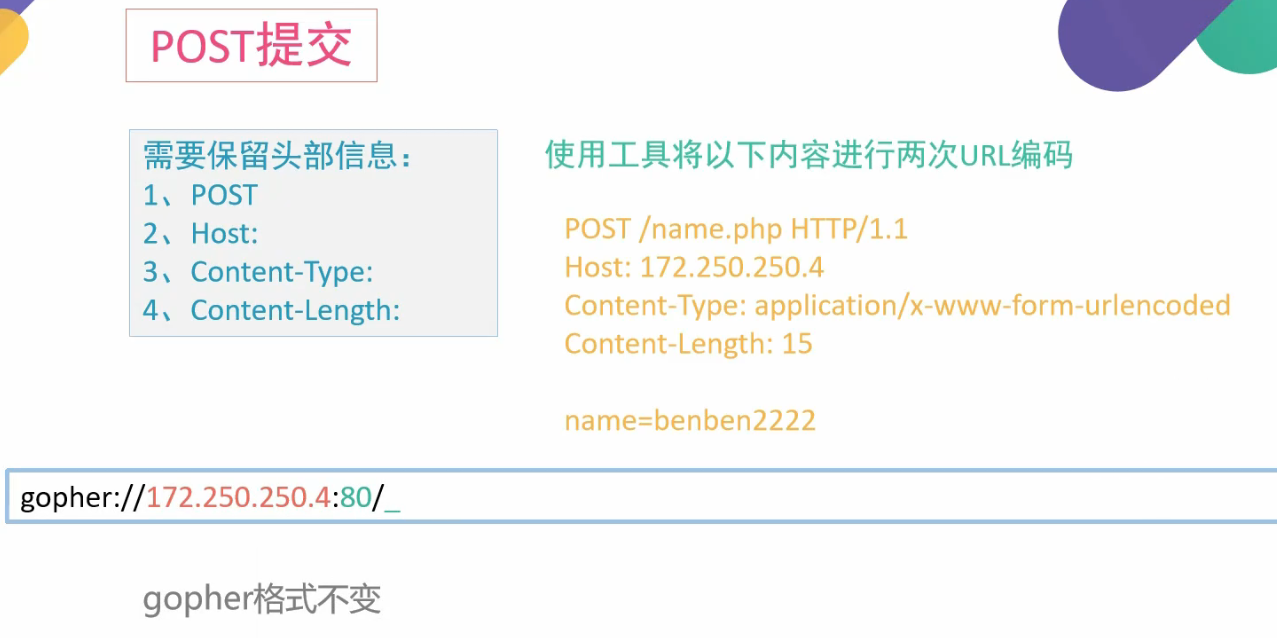 POST提交
需要保留头部信息：
1、POST
2、Host:
3、Content-Type:
4、Content-Length:
使用工具将以下内容进行两次URL编码
POST /name.php HTTP/1.1
Host: 172.250.250.4
Content-Type: application/x-www-form-urlencoded
Content-Length: 15
name=benben2222
gopher://172.250.250.4:80/_
gopher格式不变